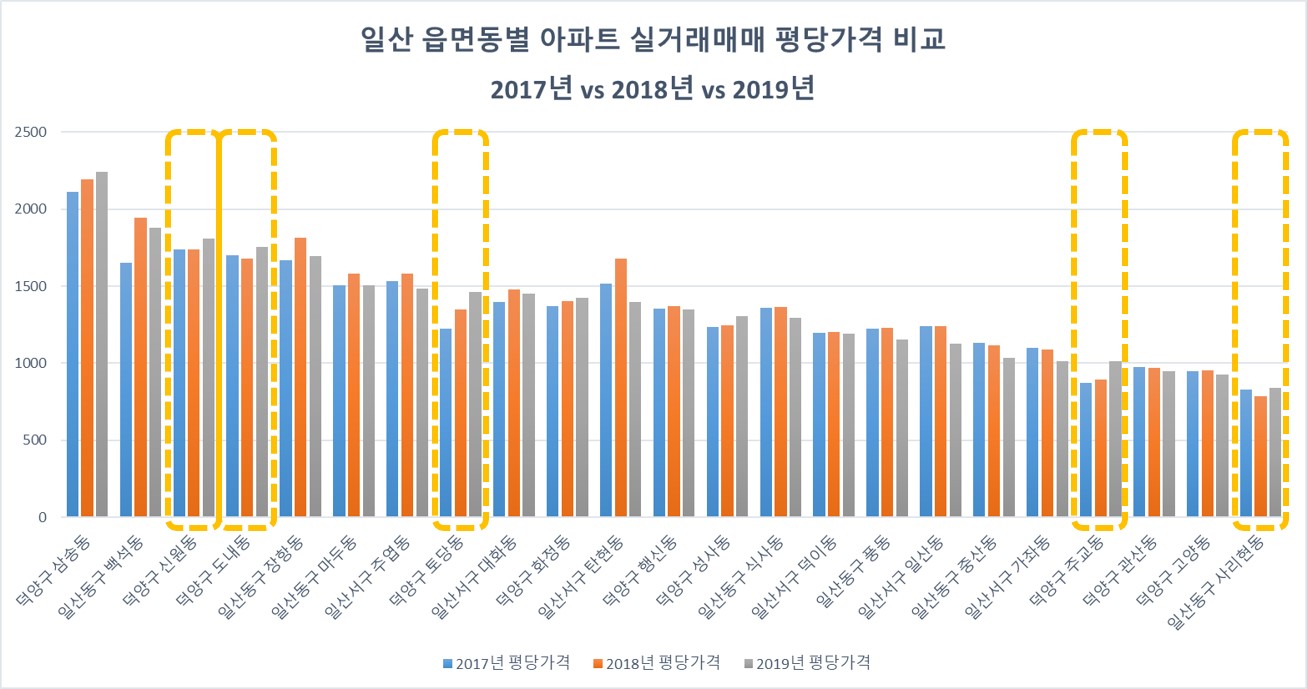 일산 읍면동별 아파트 실거래매매 평당가격 비교
2017년 vs 2018년 vs 2019년
2500
2000
1500
1000
500
0
덕양구 삼송동
일산동구 백석동
덕양구 신원동
덕양구 도내동
일산동구 장항동
일산동구 마두동
일산서구 주엽동
덕양구 토당동
일산서구 대화동
덕양구 화정동
일산서구 탄현동
덕양구 행신동
덕양구 성사동
일산동구 식사동
일산서구 덕이동
일산동구 풍동
일산서구 일산동
일산동구 중산동
일산서구 가좌동
덕양구 주교동
덕양구 관산동
덕양구 고양동
일산동구 사리현동
2017년 평당가격 2018년 평당가격 2019년 평당가격